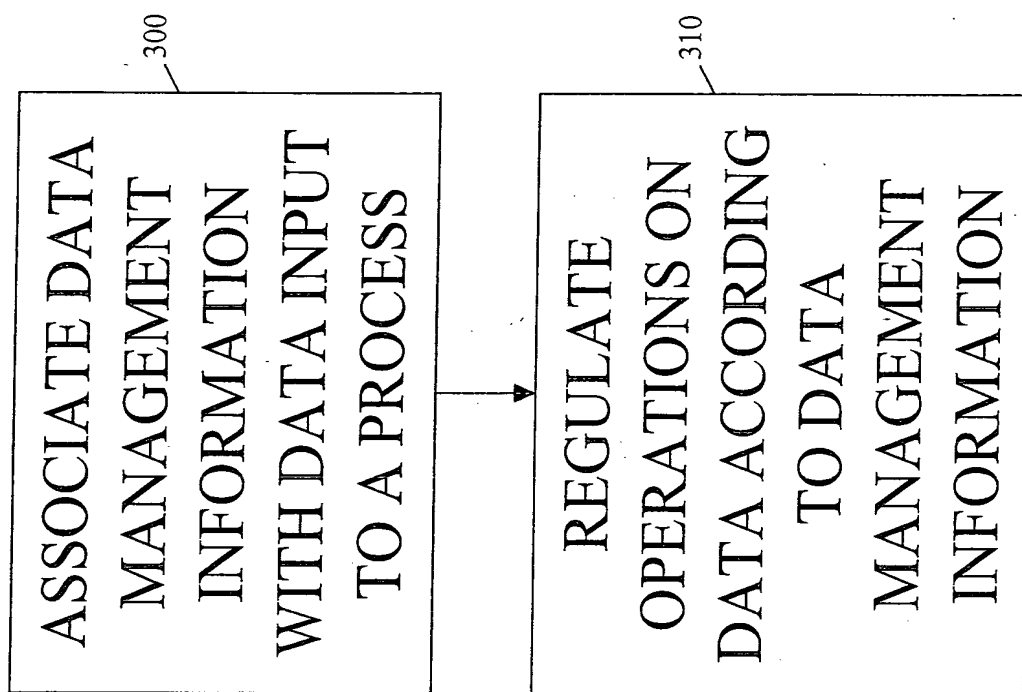 300
ASSOCIATE DATA
MANAGEMENT
INFORMATION
WITH DATA INPUT
TO A PROCESS
310
REGULATE
OPERATIONS ON
DATA ACCORDING
TO DATA
MANAGEMENT
INFORMATION